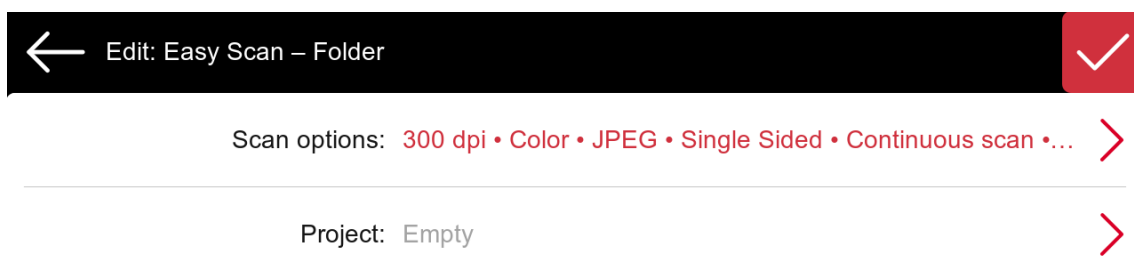 Edit: Easy Scan – Folder
Scan options: 300 dpi • Color • JPEG • Single Sided • Continuous scan •...
Project: Empty